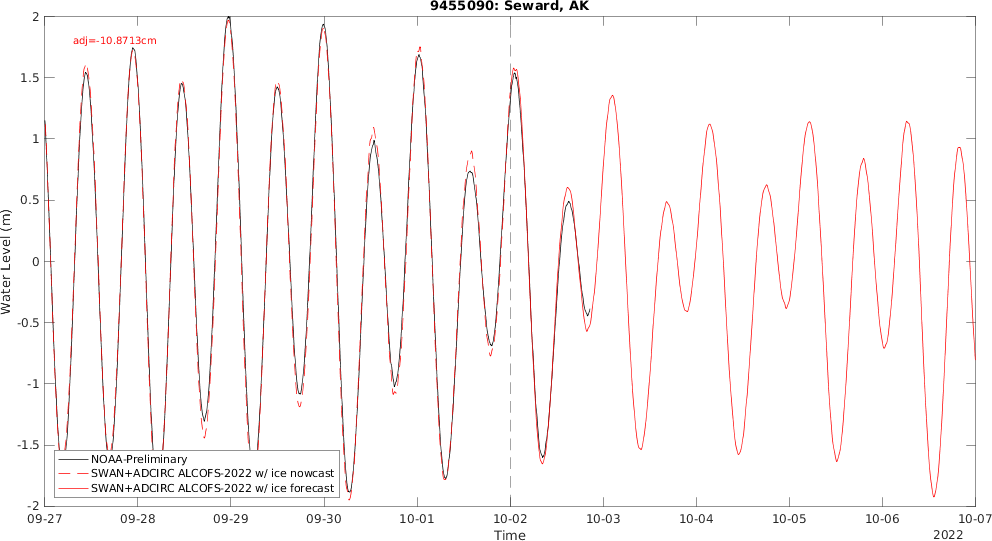 9455090: Seward, AK
adj=-10.8713cm
2
1.5
1
0.5
0
-0.5
-1
-1.5
-2
Water Level (m)
NOAA-Preliminary
SWAN+ADCIRC ALCOFS-2022 w/ ice nowcast
SWAN+ADCIRC ALCOFS-2022 w/ ice forecast
09-27 09-28 09-29 09-30 10-01 10-02 10-03 10-04 10-05 10-06 10-07
Time
2022